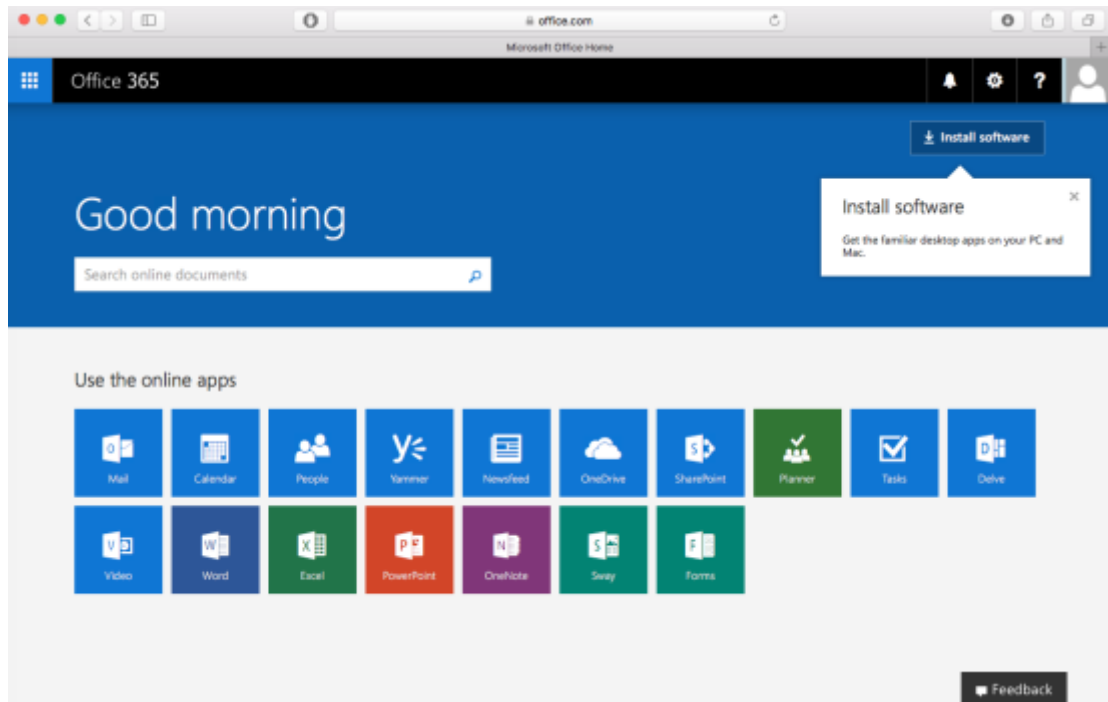 office.com
Microsoft Office Home
Office 365
?
Install software
Good morning
Install software
Get the familiar desktop apps on your PC and
Mac.
Search online documents
Use the online apps
Mail Calendar People Yammer Newsfeed OneDrive SharePoint Planner Tasks Delve
Video Word Excel PowerPoint OneNote Sway Forms
Feedback